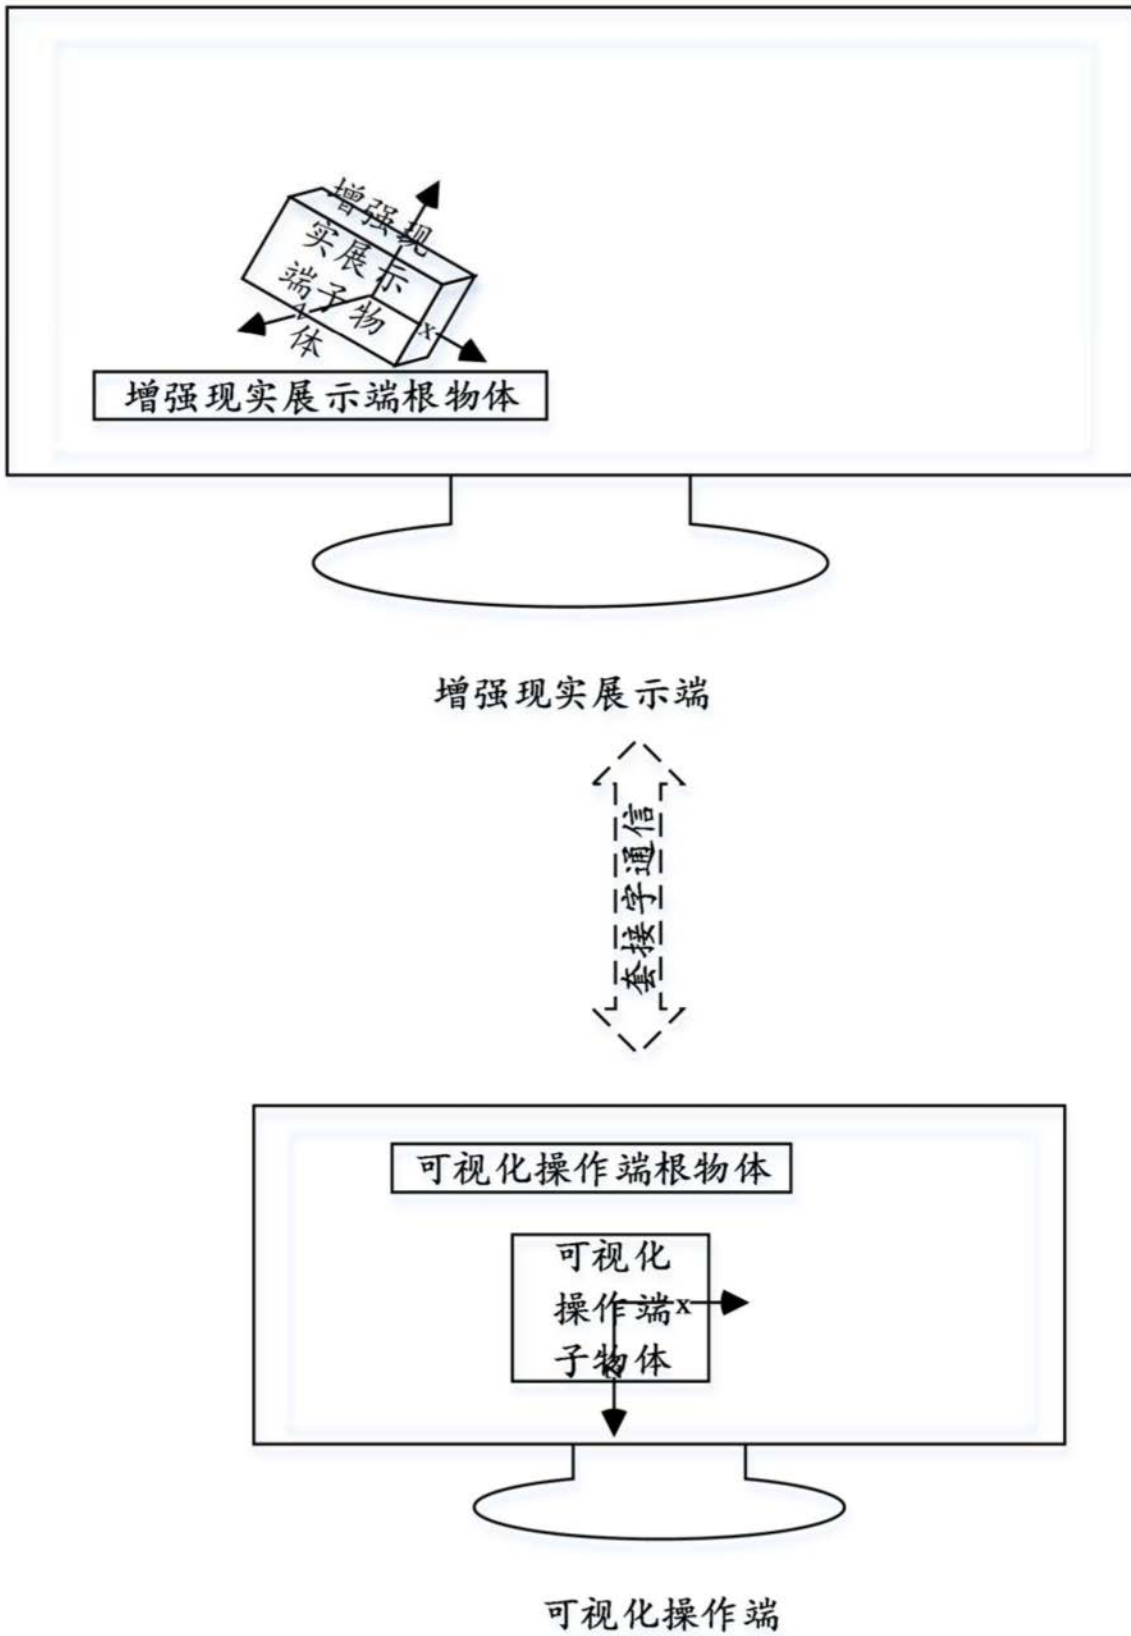 增强现
实展示
端子物
体
x
增强现实展示端根物体
增强现实展示端
套接字通信
可视化操作端根物体
可视化
操作端
x
子物体
可视化操作端